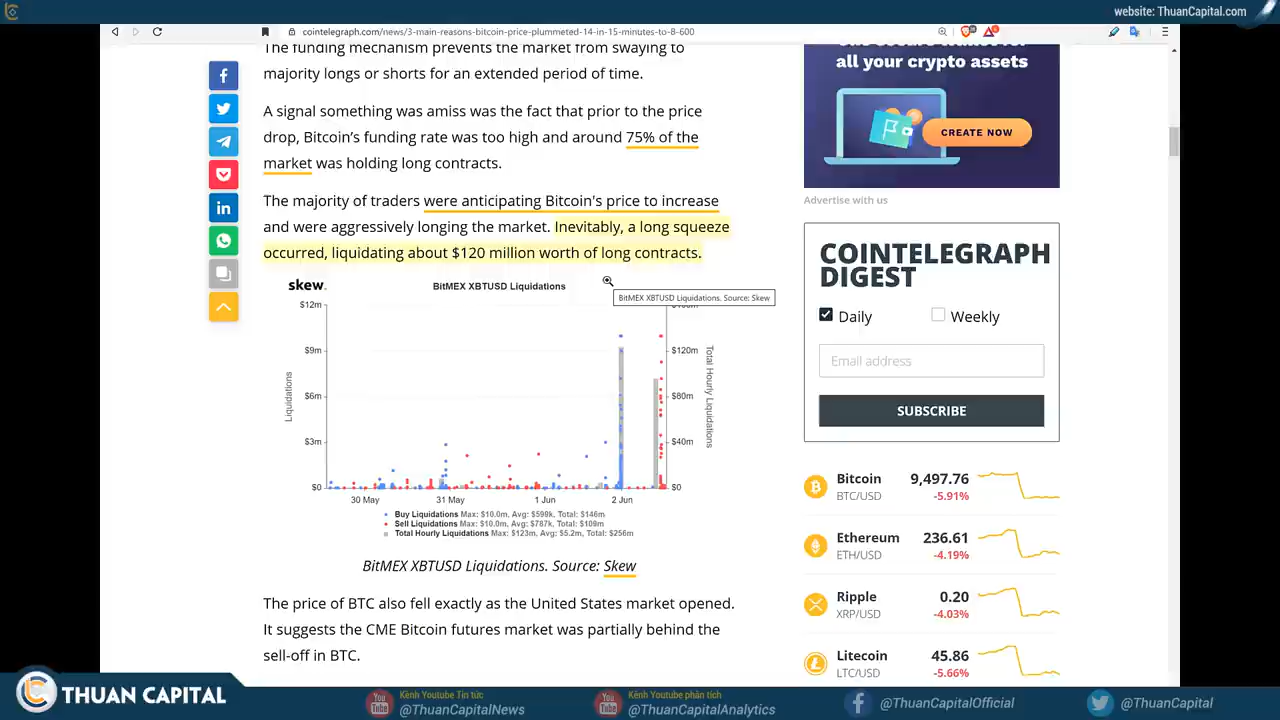 website: ThuanCapital.com
cointelegraph.com/news/3-main-reasons-bitcoin-price-plummeted-14-in-15-minutes-to-8-600
The funding mechanism prevents the market from swaying to
majority longs or shorts for an extended period of time.
A signal something was amiss was the fact that prior to the price
drop, Bitcoin's funding rate was too high and around 75% of the
market was holding long contracts.
The majority of traders were anticipating Bitcoin's price to increase
and were aggressively longing the market. Inevitably, a long squeeze
occurred, liquidating about $120 million worth of long contracts.
skew.
BitMEX XBTUSD Liquidations
BitMEX XBTUSD Liquidations. Source: Skew
$12m
$9m
$6m
$3m
$0
Liquidations
$120m
$80m
$40m
$0
Total Hourly Liquidations
30 May
31 May
1 Jun
2 Jun
Buy Liquidations Max: $10.0m, Avg: $599k, Total: $146m
Sell Liquidations Max: $10.0m, Avg: $787k, Total: $109m
Total Hourly Liquidations Max: $123m, Avg: $5.2m, Total: $256m
BitMEX XBTUSD Liquidations. Source: Skew
The price of BTC also fell exactly as the United States market opened.
It suggests the CME Bitcoin futures market was partially behind the
sell-off in BTC.
all your crypto assets
CREATE NOW
Advertise with us
COINTELEGRAPH
DIGEST
Daily
Weekly
Email address
SUBSCRIBE
Bitcoin 9,497.76
BTC/USD -5.91%
Ethereum 236.61
ETH/USD -4.19%
Ripple 0.20
XRP/USD -4.03%
Litecoin 45.86
LTC/USD -5.66%
THUAN CAPITAL
Kênh Youtube Tin tức
@ThuanCapitalNews
Kênh Youtube phân tích
@ThuanCapitalAnalytics
@ThuanCapitalOfficial
@ThuanCapital